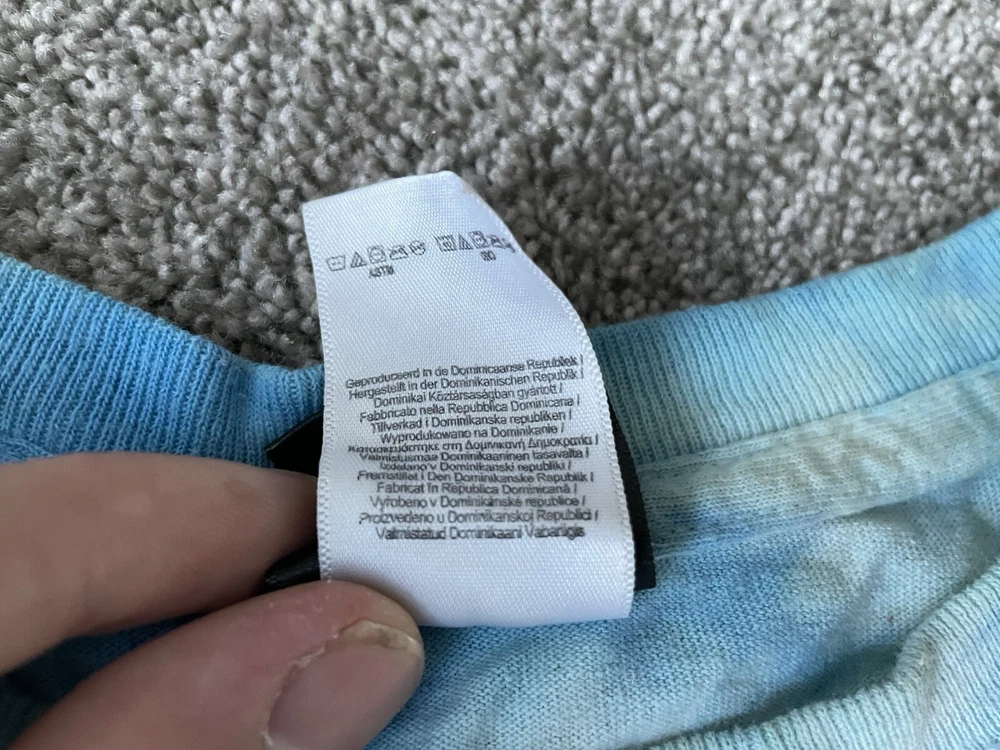 ASTM
Geproduceerd in de Dominicaanse Republiek /
Hergestellt in der Dominikanischen Republik /
Dominikai Köztársaságban gyártott /
Fabbricato nella Repubblica Dominicana /
Tillverkad i Dominikanska republiken /
Wyprodukowano na Dominikanie /
Κατασκευάστηκε στη Δομινικανή Δημοκρατία /
Valmistusmaa Dominikaaninen tasavalta /
Izdelano v Dominikanski republiki /
Fremstillet i Den Dominikanske Republik /
Fabricat în Republica Dominicană /
Vyrobeno v Dominikánské republice /
Proizvedeno u Dominikanskoj Republici /
Valmistatud Dominikaani Vabariigis